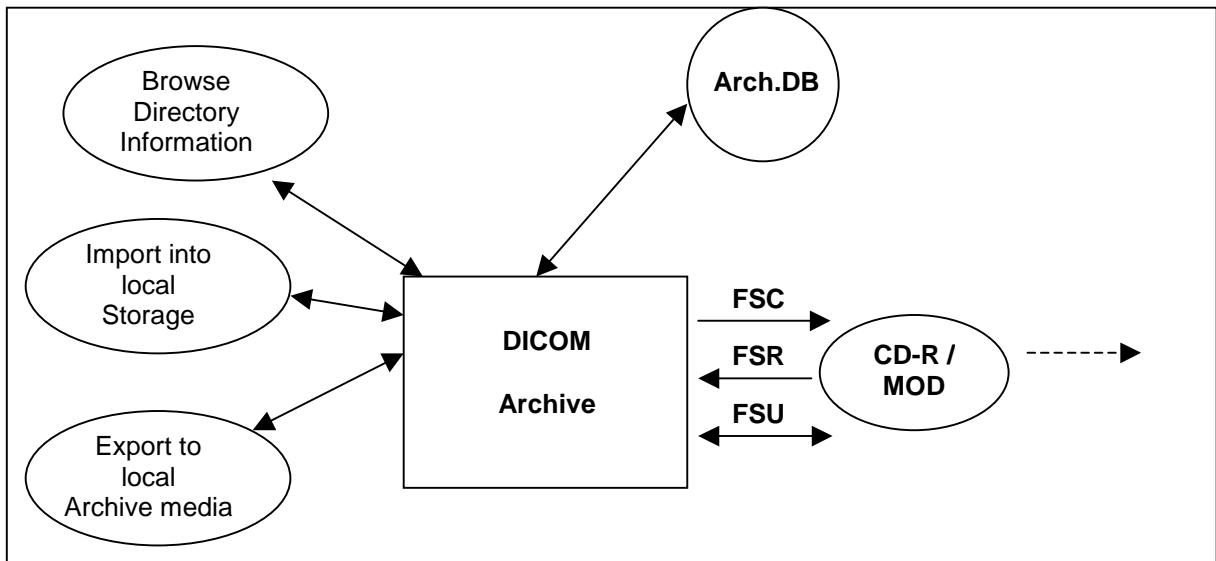 Browse
Directory
Information
Arch.DB
Import into
local
Storage
DICOM
Archive
FSC
FSR
FSU
CD-R /
MOD
Export to
local
Archive media